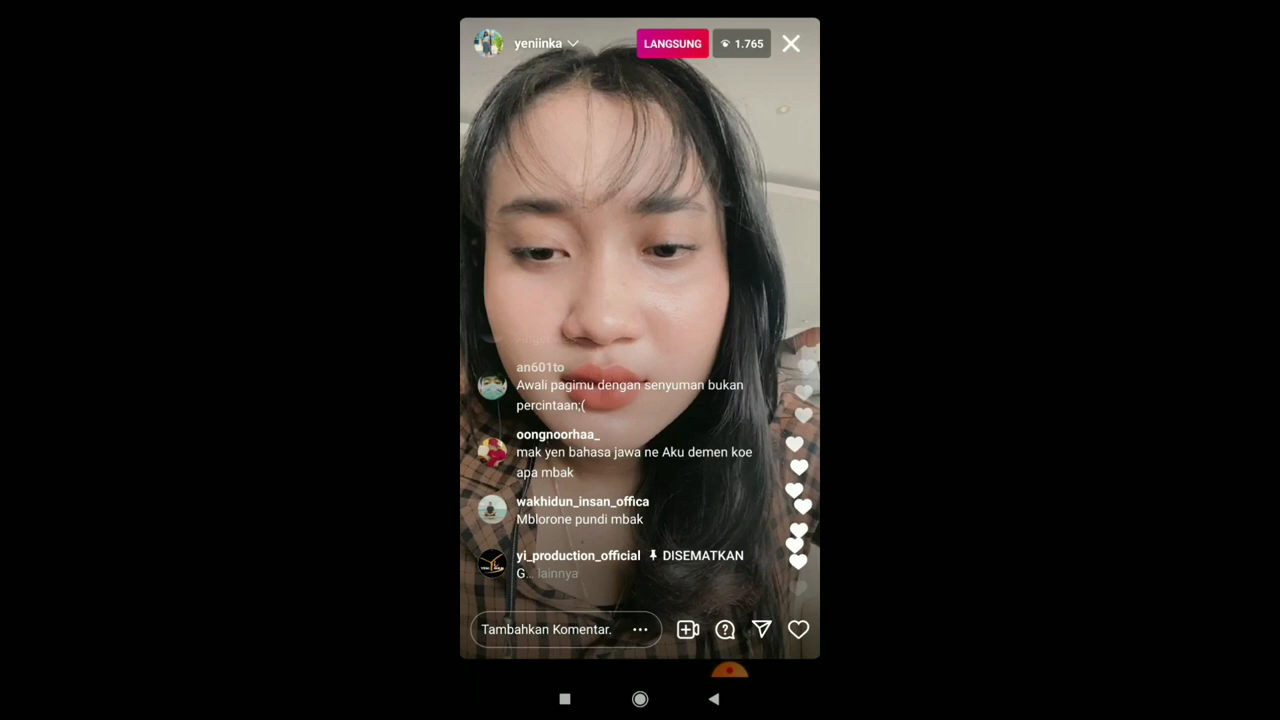 yeniinka
LANGSUNG
1.765
an601to
Awali pagimu dengan senyuman bukan
percintaan;(
oongnoorhaa_
mak yen bahasa jawa ne Aku demen koe
apa mbak
wakhidun_insan_offica
Mblorone pundi mbak
yi_production_official DISEMATKAN
G... lainnya
Tambahkan Komentar.